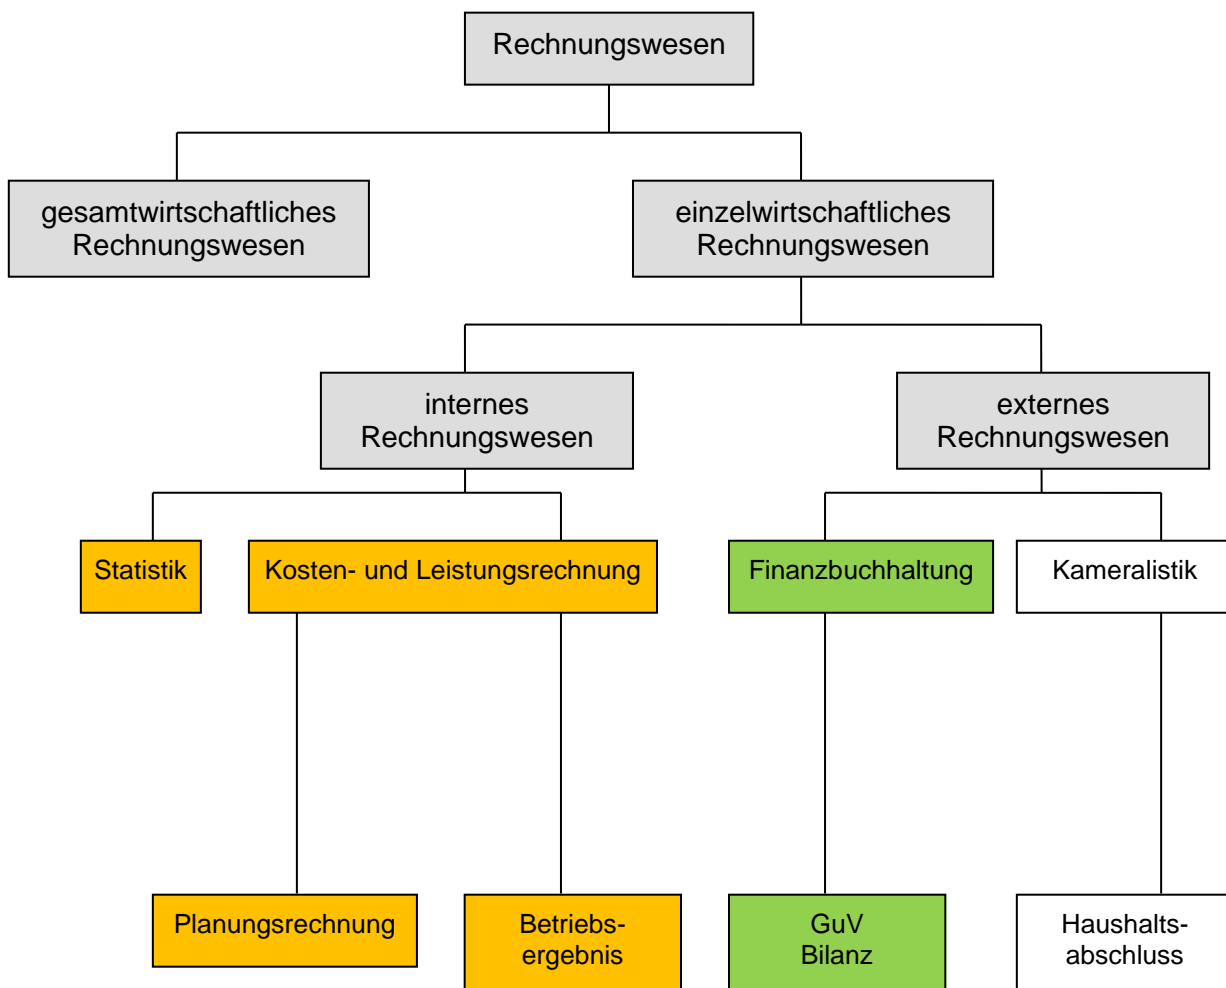 Rechnungswesen
gesamtwirtschaftliches
Rechnungswesen
einzelwirtschaftliches
Rechnungswesen
internes
Rechnungswesen
externes
Rechnungswesen
Statistik
Kosten- und Leistungsrechnung
Finanzbuchhaltung
Kameralistik
Planungsrechnung
Betriebs-
ergebnis
GuV
Bilanz
Haushalts-
abschluss